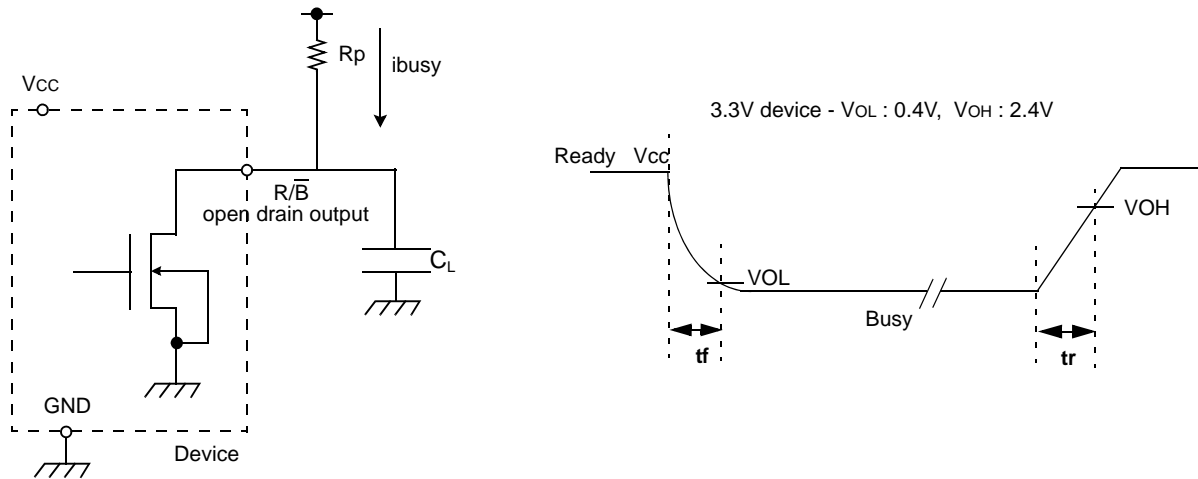 Rp
ibusy
VCC
R/B̅
open drain output
CL
GND
Device
3.3V device - VOL : 0.4V, VOH : 2.4V
Ready Vcc
VOH
VOL
Busy
tf
tr